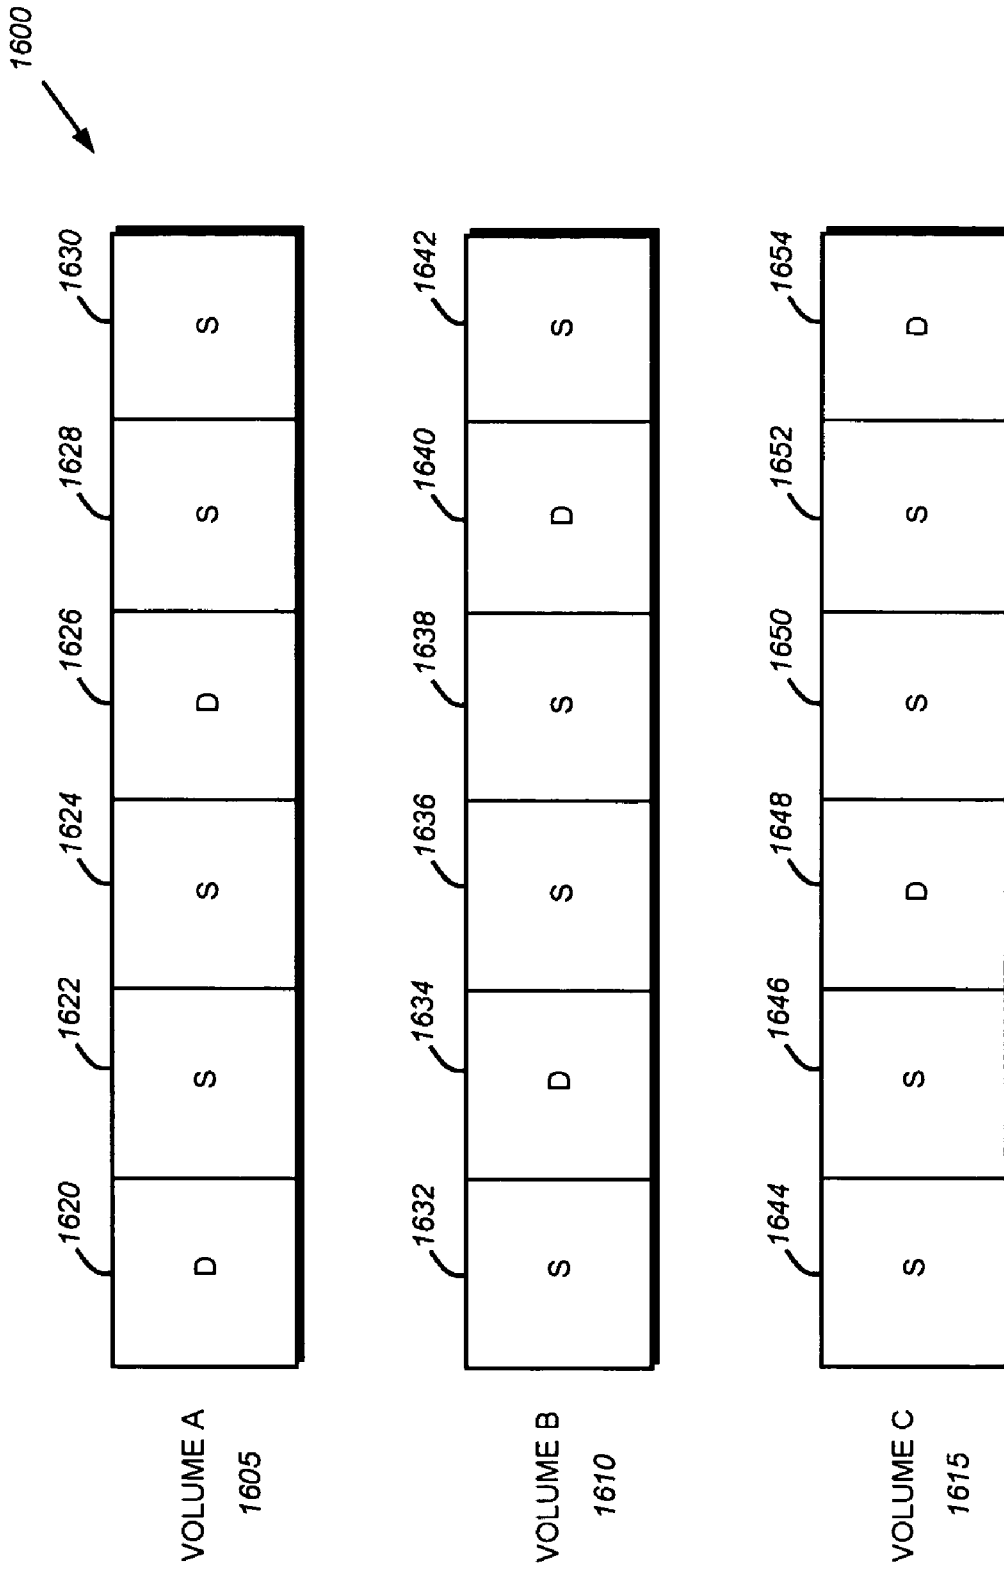 1600
1620 1622 1624 1626 1628 1630
VOLUME A D S S D S S
1605
1632 1634 1636 1638 1640 1642
VOLUME B S D S S D S
1610
1644 1646 1648 1650 1652 1654
VOLUME C S S D S S D
1615